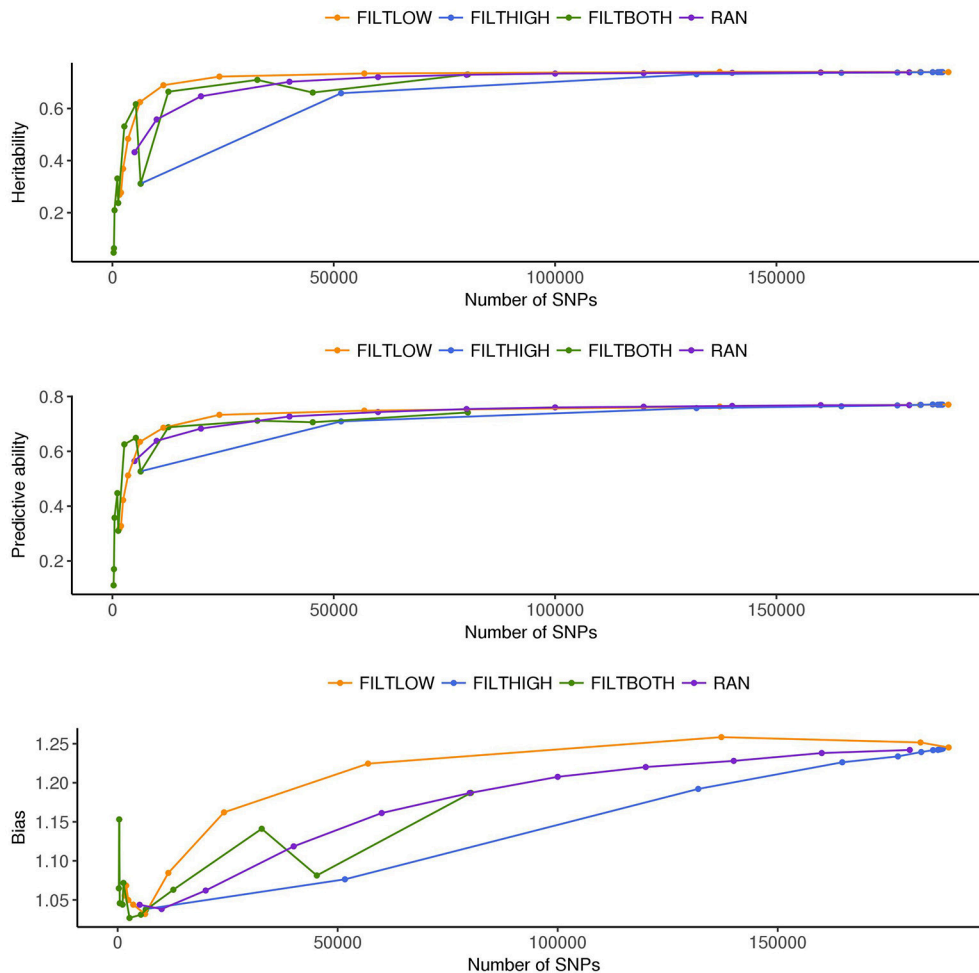 FILTLOW FILTHIGH FILTBOTH RAN
Heritability
0.6
0.4
0.2
0 50000 100000 150000
Number of SNPs
FILTLOW FILTHIGH FILTBOTH RAN
Predictive ability
0.8
0.6
0.4
0.2
0 50000 100000 150000
Number of SNPs
FILTLOW FILTHIGH FILTBOTH RAN
Bias
1.25
1.20
1.15
1.10
1.05
0 50000 100000 150000
Number of SNPs